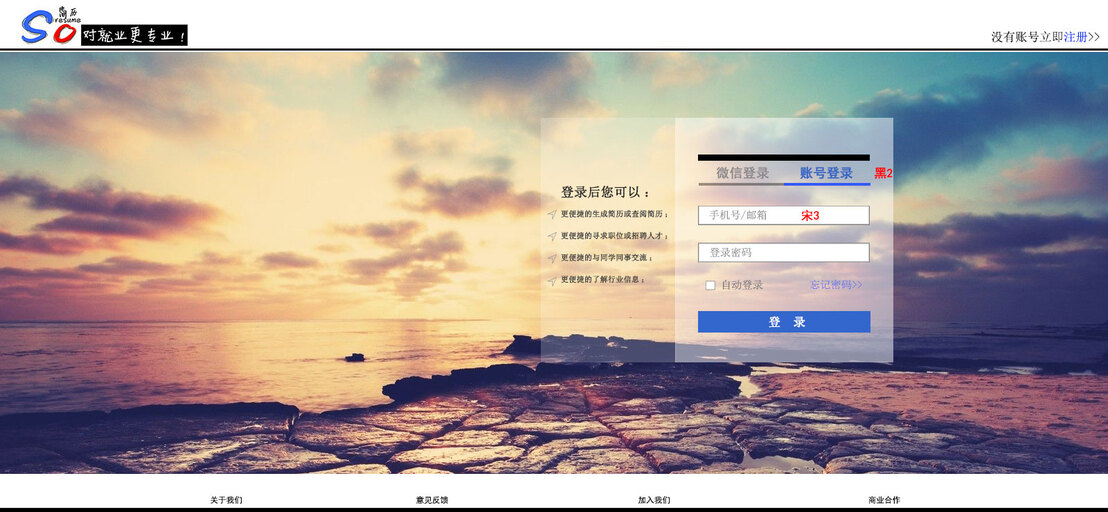 So 简历 resume 对就业更专业！
没有账号立即注册>>
微信登录 账号登录 黑2
登录后您可以：
更便捷的生成简历或查阅简历；
更便捷的寻求职位或招聘人才；
更便捷的与同学同事交流；
更便捷的了解行业信息；
手机号/邮箱 宋3
登录密码
自动登录 忘记密码>>
登 录
关于我们 意见反馈 加入我们 商业合作